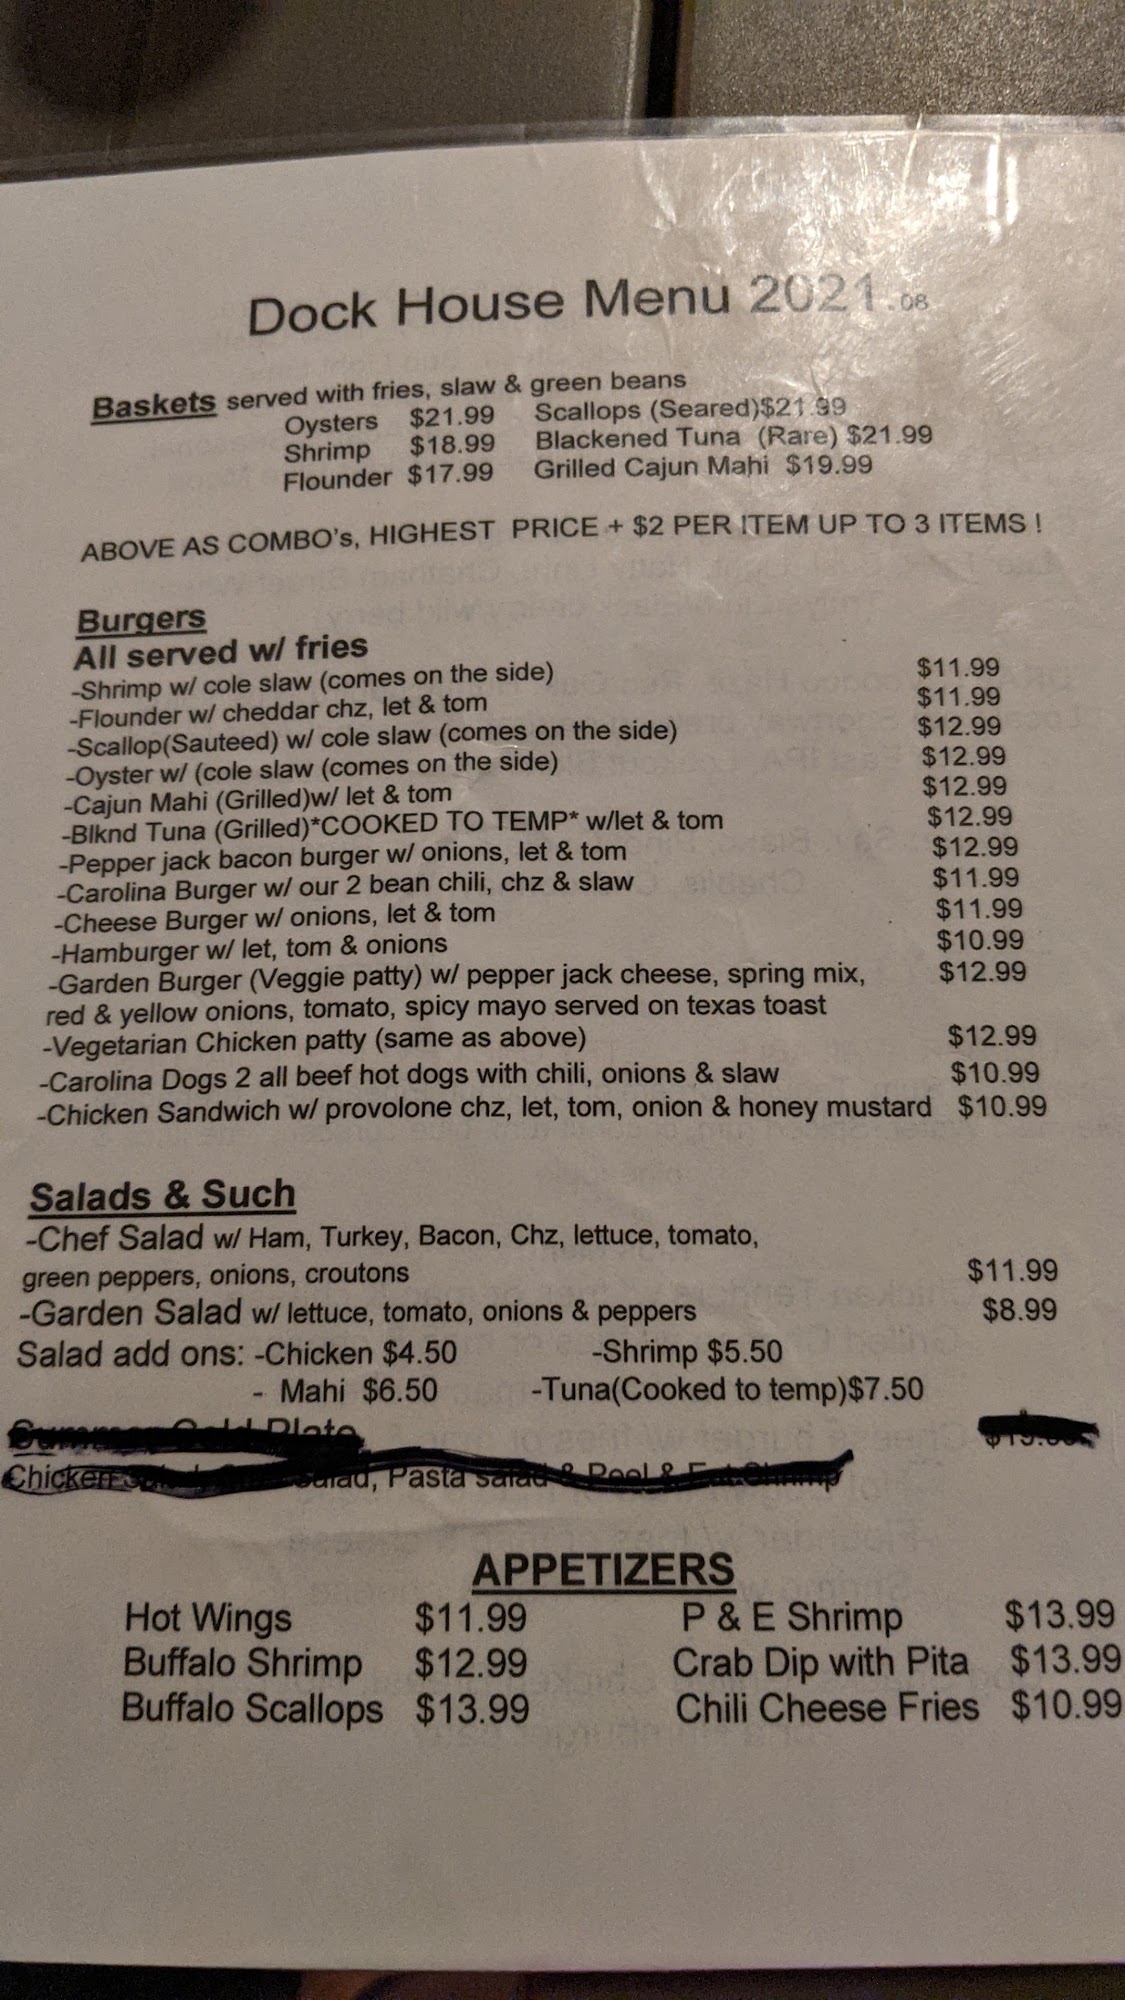 Dock House Menu 2021.08
Baskets served with fries, slaw & green beans
Oysters $21.99 Scallops (Seared)$21.99
Shrimp $18.99 Blackened Tuna (Rare) $21.99
Flounder $17.99 Grilled Cajun Mahi $19.99
ABOVE AS COMBO's, HIGHEST PRICE + $2 PER ITEM UP TO 3 ITEMS !
Burgers
All served w/ fries
-Shrimp w/ cole slaw (comes on the side) $11.99
-Flounder w/ cheddar chz, let & tom $11.99
-Scallop(Sauteed) w/ cole slaw (comes on the side) $12.99
-Oyster w/ (cole slaw (comes on the side) $12.99
-Cajun Mahi (Grilled)w/ let & tom $12.99
-Blknd Tuna (Grilled)*COOKED TO TEMP* w/let & tom $12.99
-Pepper jack bacon burger w/ onions, let & tom $12.99
-Carolina Burger w/ our 2 bean chili, chz & slaw $11.99
-Cheese Burger w/ onions, let & tom $11.99
-Hamburger w/ let, tom & onions $10.99
-Garden Burger (Veggie patty) w/ pepper jack cheese, spring mix, $12.99
red & yellow onions, tomato, spicy mayo served on texas toast
-Vegetarian Chicken patty (same as above) $12.99
-Carolina Dogs 2 all beef hot dogs with chili, onions & slaw $10.99
-Chicken Sandwich w/ provolone chz, let, tom, onion & honey mustard $10.99
Salads & Such
-Chef Salad w/ Ham, Turkey, Bacon, Chz, lettuce, tomato,
green peppers, onions, croutons $11.99
-Garden Salad w/ lettuce, tomato, onions & peppers $8.99
Salad add ons: -Chicken $4.50 -Shrimp $5.50
- Mahi $6.50 -Tuna(Cooked to temp)$7.50
Summer Cold Plate
Chicken Salad, Pasta salad & Peel & Eat Shrimp
APPETIZERS
Hot Wings $11.99 P & E Shrimp $13.99
Buffalo Shrimp $12.99 Crab Dip with Pita $13.99
Buffalo Scallops $13.99 Chili Cheese Fries $10.99